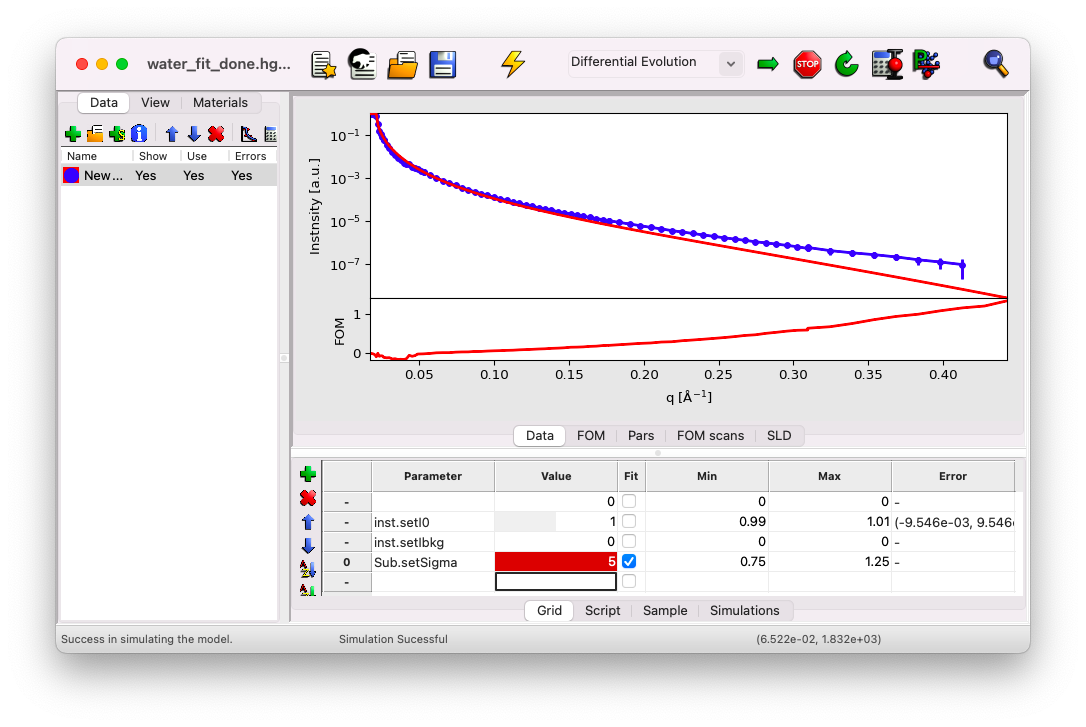 water_fit_done.hg...
Differential Evolution
STOP
Data View Materials
Name Show Use Errors
New... Yes Yes Yes
Instnsity [a.u.]
10⁻¹
10⁻³
10⁻⁵
10⁻⁷
FOM
1
0
0.05 0.10 0.15 0.20 0.25 0.30 0.35 0.40
q [Å⁻¹]
Data FOM Pars FOM scans SLD
Parameter Value Fit Min Max Error
- 0 0 0 -
- inst.setI0 1 0.99 1.01 (-9.546e-03, 9.546
- inst.setIbkg 0 0 0 -
0 Sub.setSigma 5 0.75 1.25 -
-
Grid Script Sample Simulations
Success in simulating the model. Simulation Sucessful (6.522e-02, 1.832e+03)